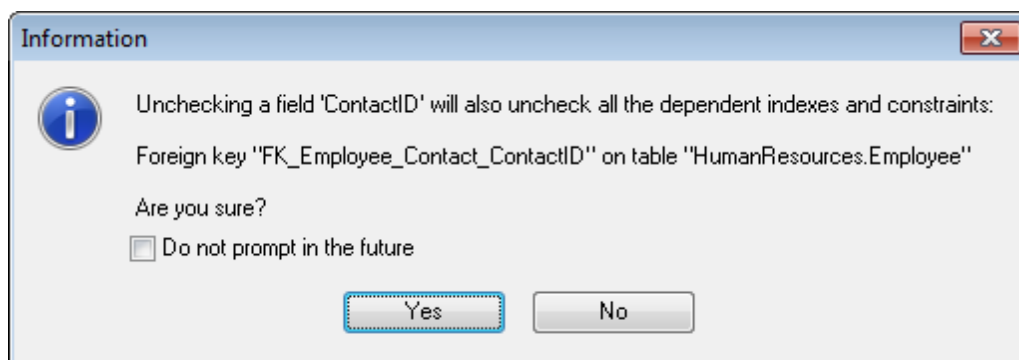 Information
Unchecking a field 'ContactID' will also uncheck all the dependent indexes and constraints:
Foreign key "FK_Employee_Contact_ContactID" on table "HumanResources.Employee"
Are you sure?
Do not prompt in the future
Yes No